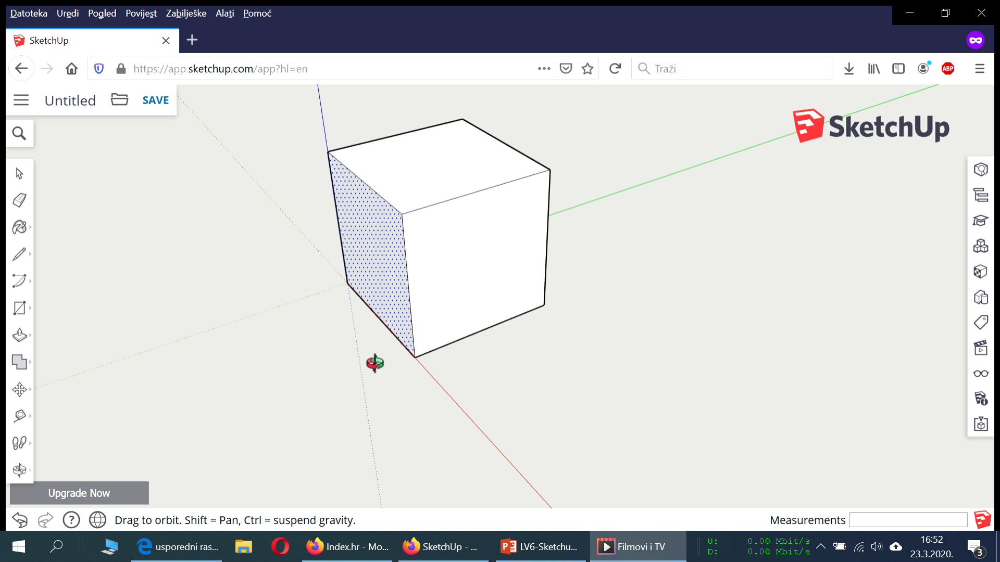 Datoteka Uredi Pogled Povijest Zabilješke Alati Pomoć
SketchUp
https://app.sketchup.com/app?hl=en
Traži
ABP
Untitled SAVE
SketchUp
Upgrade Now
Drag to orbit. Shift = Pan, Ctrl = suspend gravity.
Measurements
usporedni ras...
Index.hr - Mo...
SketchUp - ...
LV6-Sketchu...
Filmovi i TV
U: 0.00 Mbit/s
D: 0.00 Mbit/s
16:52
23.3.2020.
3